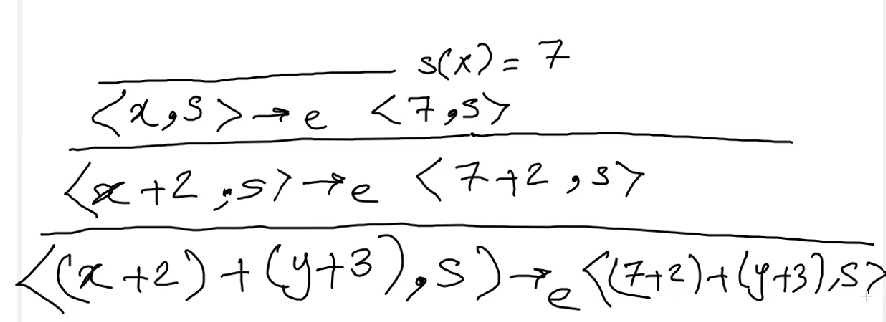 s(x) = 7
<x,s> →e <7,s>
<x+2,s> →e <7+2,s>
<(x+2)+(y+3),s) →e <(7+2)+(y+3),s>